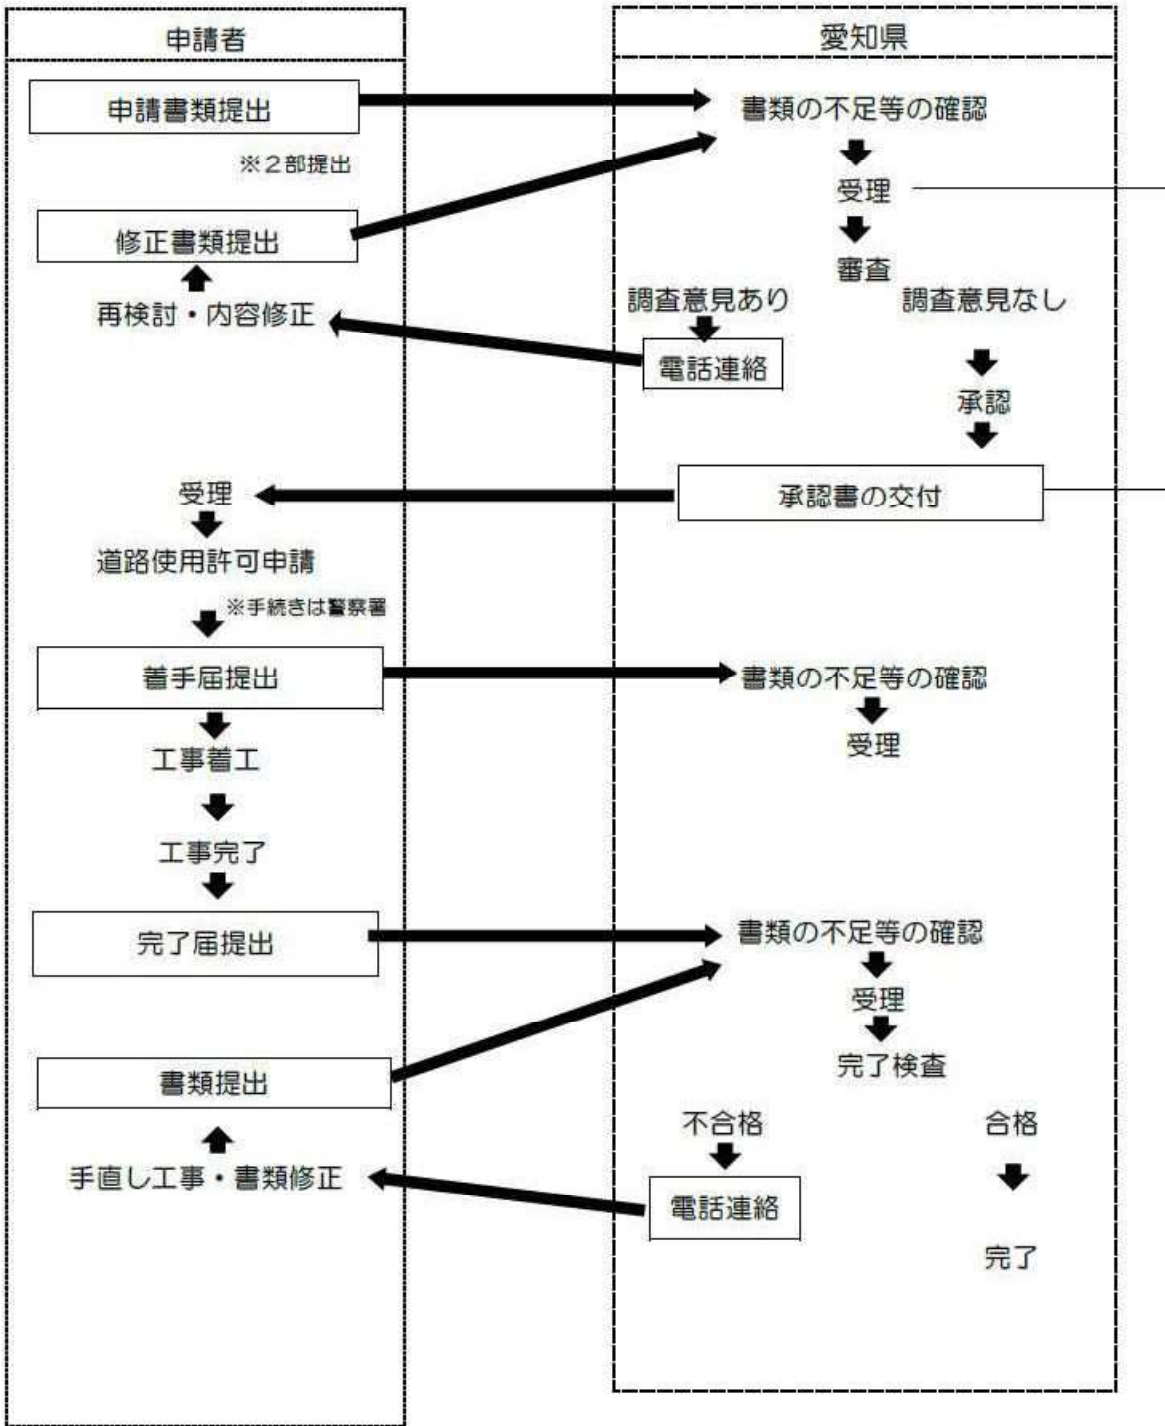 申請者
愛知県
申請書類提出
書類の不足等の確認
※２部提出
受理
修正書類提出
審査
調査意見あり
調査意見なし
再検討・内容修正
電話連絡
承認
受理
承認書の交付
道路使用許可申請
※手続きは警察署
着手届提出
書類の不足等の確認
受理
工事着工
工事完了
完了届提出
書類の不足等の確認
受理
完了検査
書類提出
不合格
合格
手直し工事・書類修正
電話連絡
完了